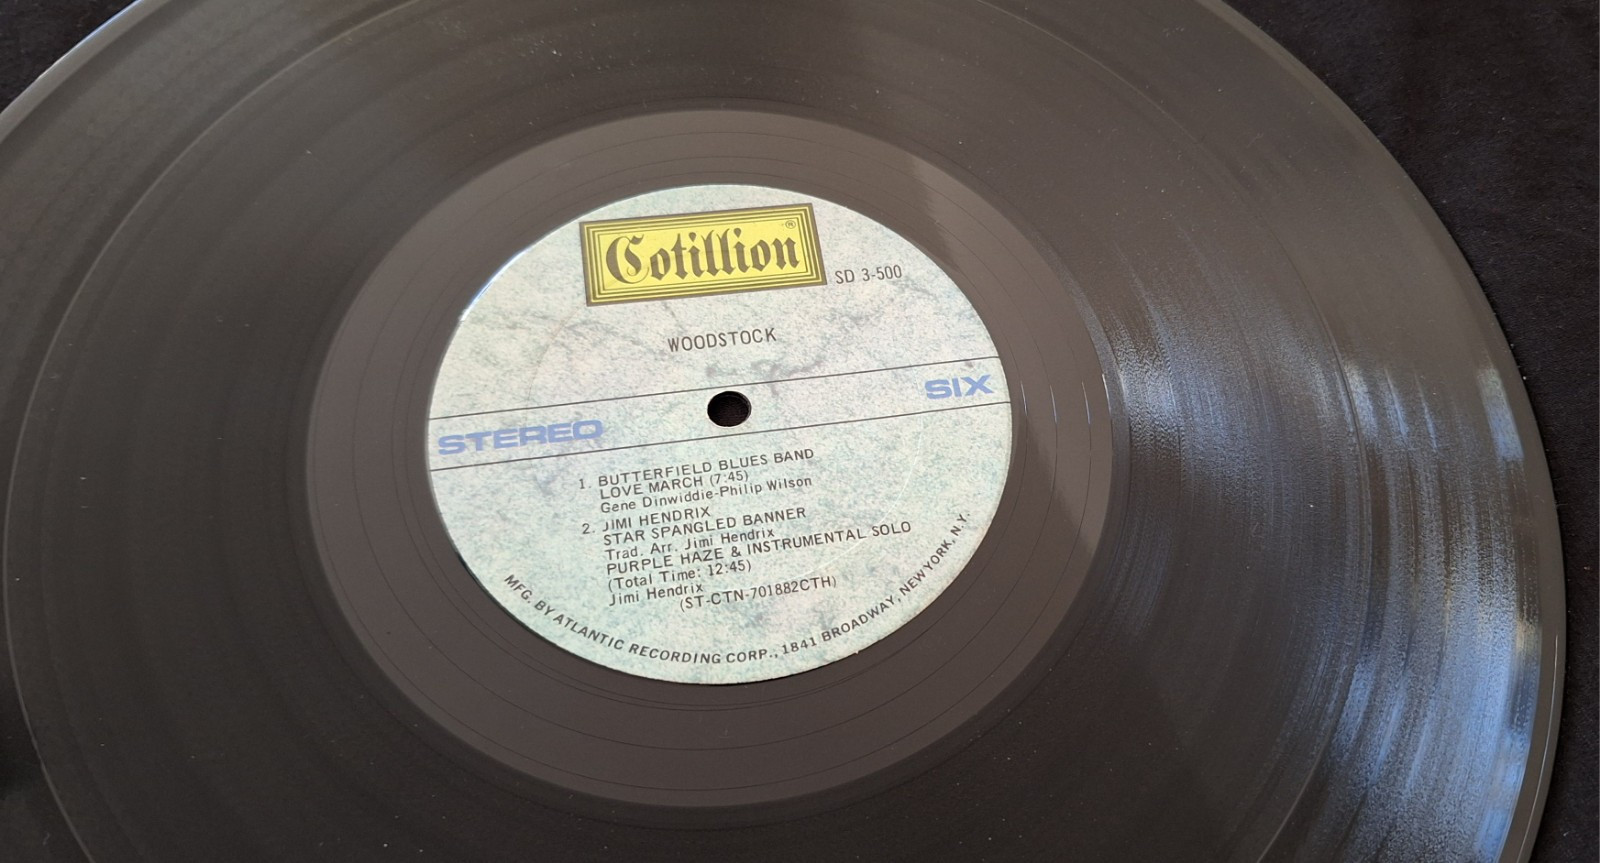 Cotillion®
SD 3-500
WOODSTOCK
STEREO
SIX
1. BUTTERFIELD BLUES BAND
LOVE MARCH (7:45)
Gene Dinwiddie-Philip Wilson
2. JIMI HENDRIX
STAR SPANGLED BANNER
Trad. Arr. Jimi Hendrix
PURPLE HAZE & INSTRUMENTAL SOLO
(Total Time: 12:45)
Jimi Hendrix
(ST-CTN-701882CTH)
MFG. BY ATLANTIC RECORDING CORP., 1841 BROADWAY, NEW YORK, N.Y.